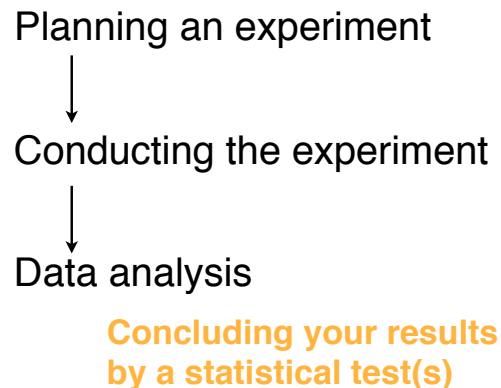 Planning an experiment
Conducting the experiment
Data analysis
Concluding your results
by a statistical test(s)